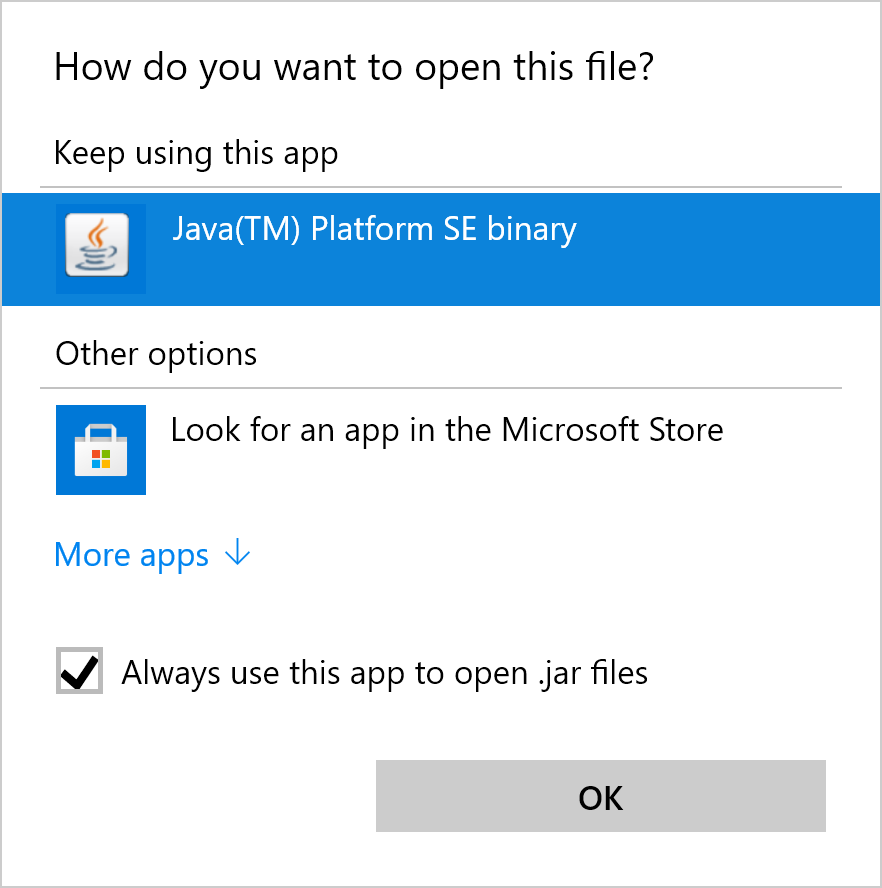 How do you want to open this file?
Keep using this app
Java(TM) Platform SE binary
Other options
Look for an app in the Microsoft Store
More apps
Always use this app to open .jar files
OK